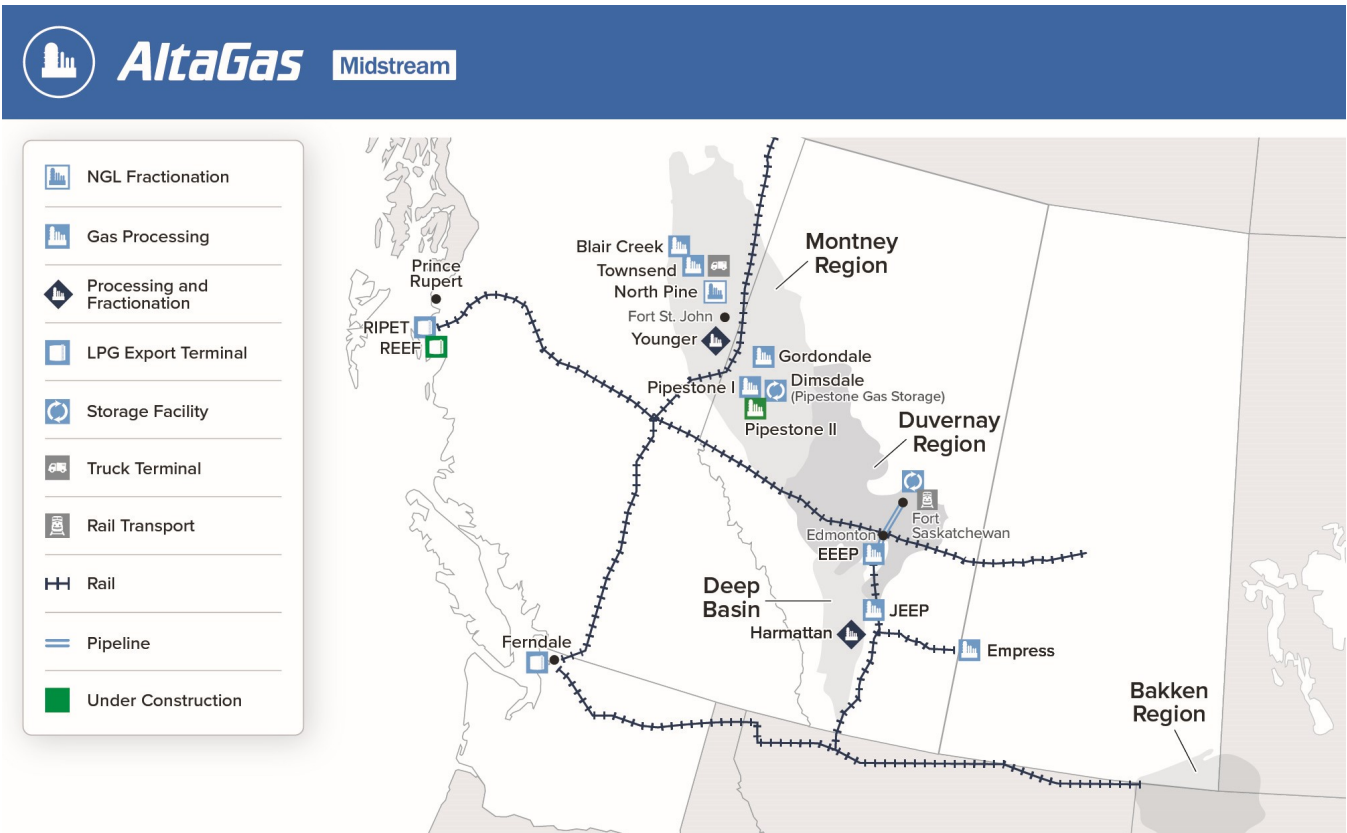 AltaGas Midstream
NGL Fractionation
Gas Processing
Processing and
Fractionation
LPG Export Terminal
Storage Facility
Truck Terminal
Rail Transport
Rail
Pipeline
Under Construction
Blair Creek
Townsend
North Pine
Fort St. John
Younger
Montney
Region
Prince
Rupert
RIPET
REEF
Gordondale
Pipestone I
Dimsdale
(Pipestone Gas Storage)
Pipestone II
Duvernay
Region
Fort
Saskatchewan
Edmonton
EEEP
Deep
Basin
JEEP
Harmattan
Empress
Ferndale
Bakken
Region